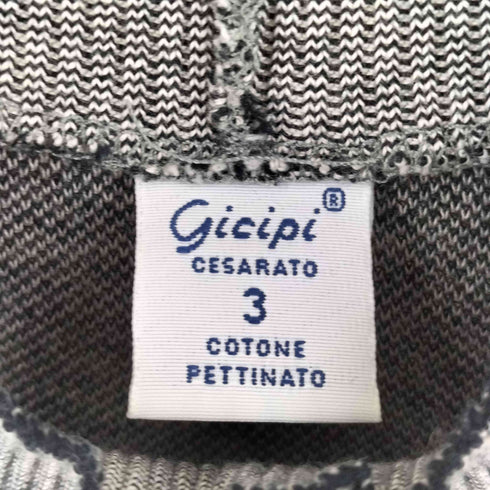 Gicipi®
CESARATO
3
COTONE
PETTINATO